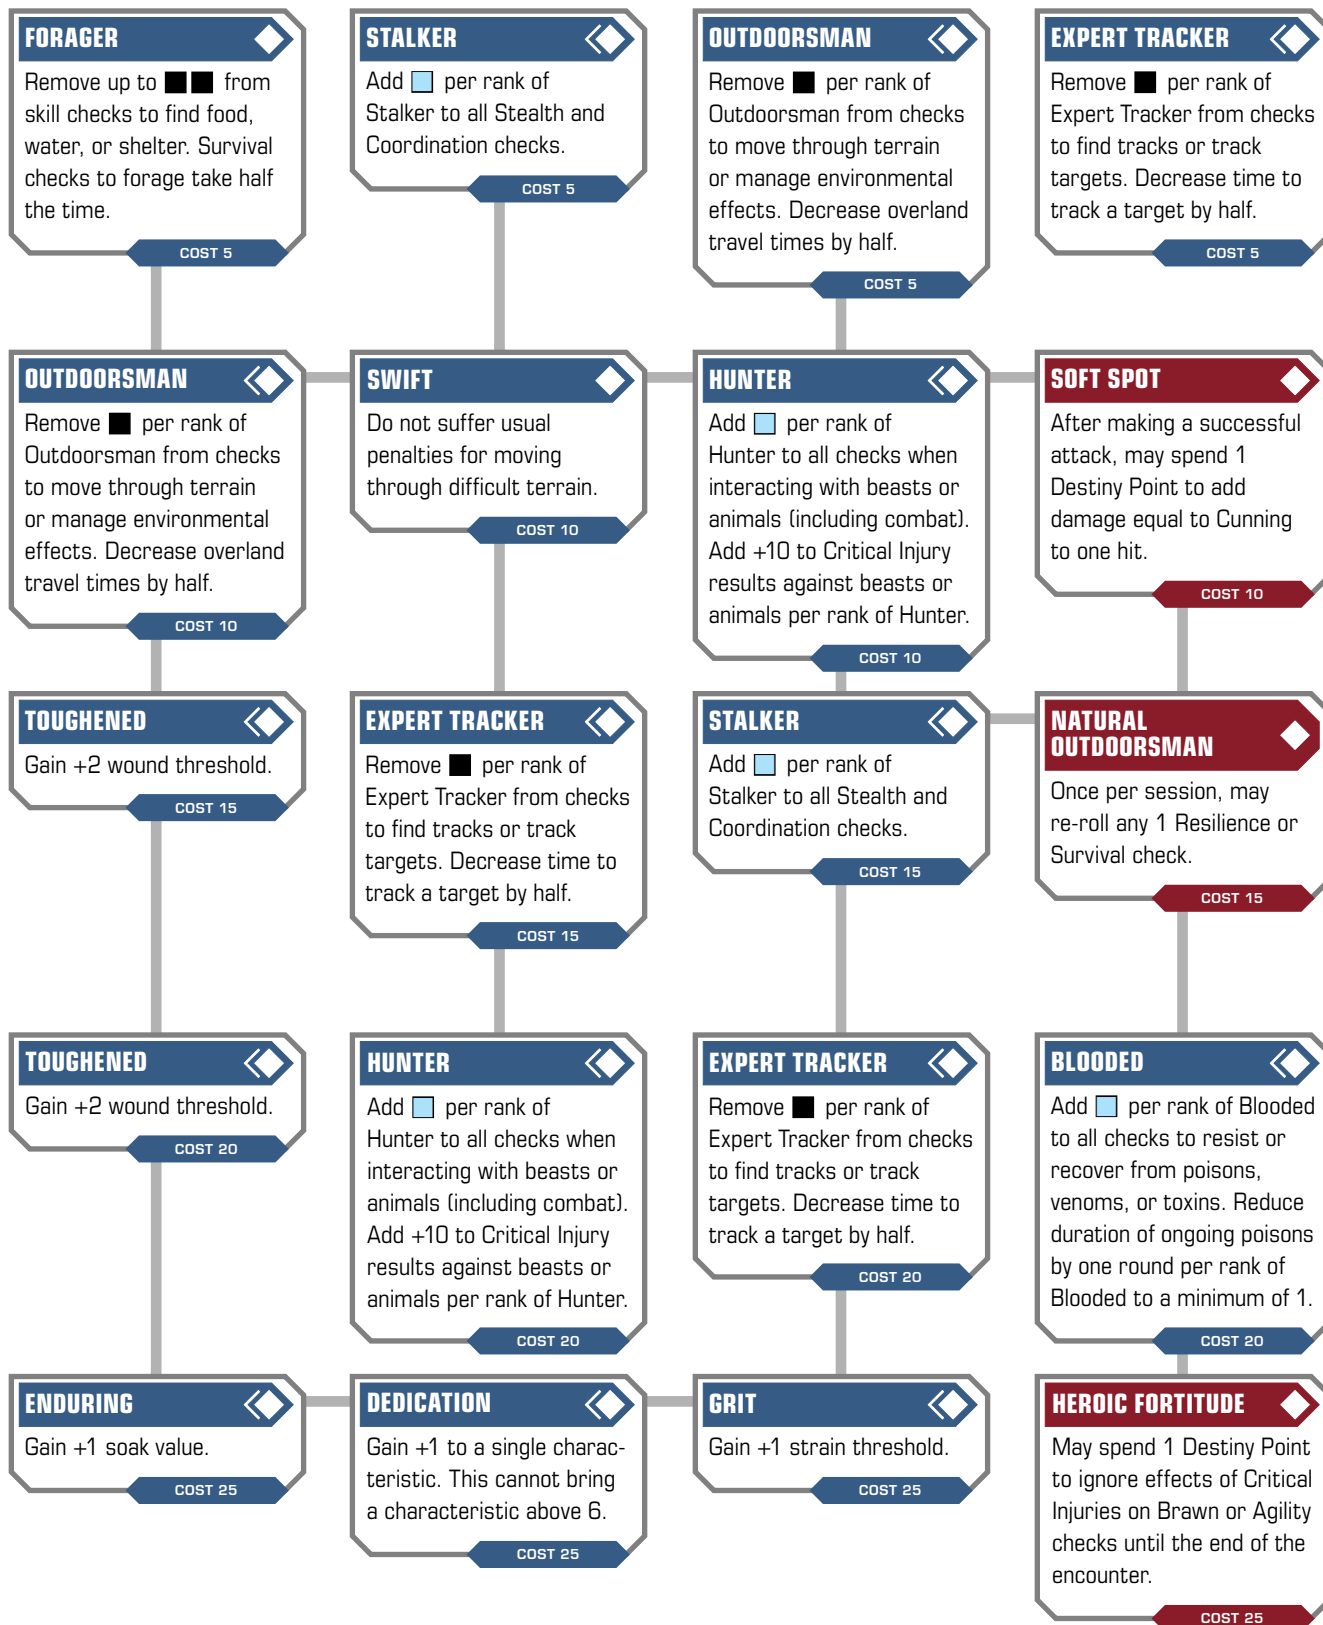 FORAGER
Remove up to from
skill checks to find food,
water, or shelter. Survival
checks to forage take half
the time.
COST 5
STALKER
Add per rank of
Stalker to all Stealth and
Coordination checks.
COST 5
OUTDOORSMAN
Remove per rank of
Outdoorsman from checks
to move through terrain
or manage environmental
effects. Decrease overland
travel times by half.
COST 5
EXPERT TRACKER
Remove per rank of
Expert Tracker from checks
to find tracks or track
targets. Decrease time to
track a target by half.
COST 5
OUTDOORSMAN
Remove per rank of
Outdoorsman from checks
to move through terrain
or manage environmental
effects. Decrease overland
travel times by half.
COST 10
SWIFT
Do not suffer usual
penalties for moving
through difficult terrain.
COST 10
HUNTER
Add per rank of
Hunter to all checks when
interacting with beasts or
animals (including combat).
Add +10 to Critical Injury
results against beasts or
animals per rank of Hunter.
COST 10
SOFT SPOT
After making a successful
attack, may spend 1
Destiny Point to add
damage equal to Cunning
to one hit.
COST 10
TOUGHENED
Gain +2 wound threshold.
COST 15
EXPERT TRACKER
Remove per rank of
Expert Tracker from checks
to find tracks or track
targets. Decrease time to
track a target by half.
COST 15
STALKER
Add per rank of
Stalker to all Stealth and
Coordination checks.
COST 15
NATURAL
OUTDOORSMAN
Once per session, may
re-roll any 1 Resilience or
Survival check.
COST 15
TOUGHENED
Gain +2 wound threshold.
COST 20
HUNTER
Add per rank of
Hunter to all checks when
interacting with beasts or
animals (including combat).
Add +10 to Critical Injury
results against beasts or
animals per rank of Hunter.
COST 20
EXPERT TRACKER
Remove per rank of
Expert Tracker from checks
to find tracks or track
targets. Decrease time to
track a target by half.
COST 20
BLOODED
Add per rank of Blooded
to all checks to resist or
recover from poisons,
venoms, or toxins. Reduce
duration of ongoing poisons
by one round per rank of
Blooded to a minimum of 1.
COST 20
ENDURING
Gain +1 soak value.
COST 25
DEDICATION
Gain +1 to a single charac-
teristic. This cannot bring
a characteristic above 6.
COST 25
GRIT
Gain +1 strain threshold.
COST 25
HEROIC FORTITUDE
May spend 1 Destiny Point
to ignore effects of Critical
Injuries on Brawn or Agility
checks until the end of the
encounter.
COST 25